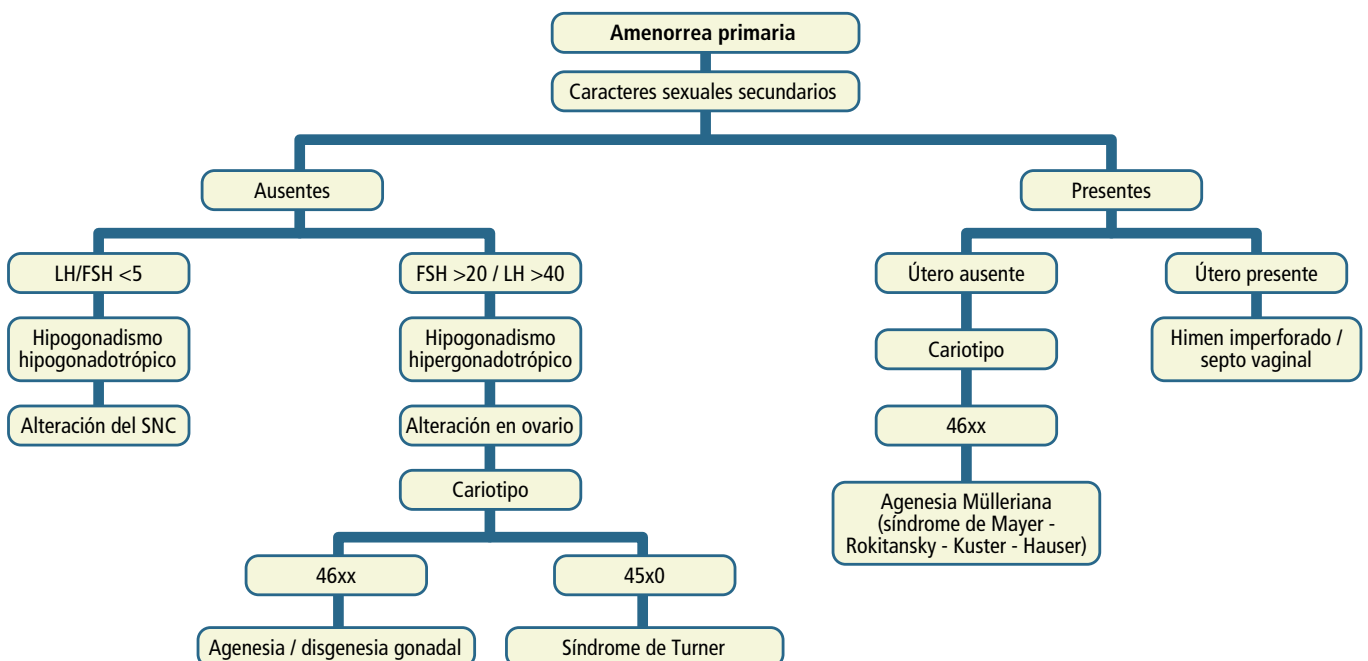 Amenorrea primaria
Caracteres sexuales secundarios
Ausentes
Presentes
LH/FSH <5
FSH >20 / LH >40
Útero ausente
Útero presente
Hipogonadismo
hipogonadotrópico
Hipogonadismo
hipergonadotrópico
Cariotipo
Himen imperforado /
septo vaginal
Alteración del SNC
Alteración en ovario
46xx
Cariotipo
Agenesia Mülleriana
(síndrome de Mayer -
Rokitansky - Kuster - Hauser)
46xx
45x0
Agenesia / disgenesia gonadal
Síndrome de Turner